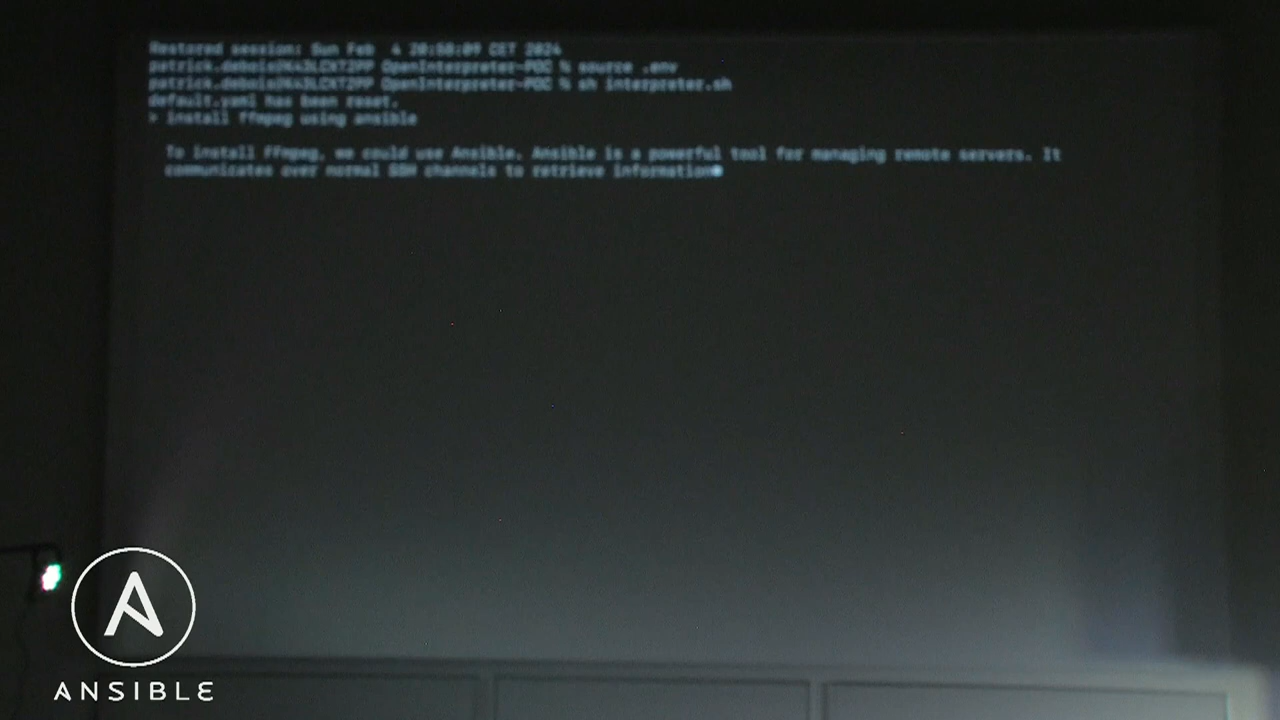 Restored session: Sun Feb  4 20:58:09 CET 2024
OpenInterpreter-POC % source .env
OpenInterpreter-POC % sh interpreter.sh
default.yaml has been reset.
> install ffmpeg using ansible
To install FFmpeg, we could use Ansible. Ansible is a powerful tool for managing remote servers. It
communicates over normal SSH channels to retrieve information
ANSIBLE